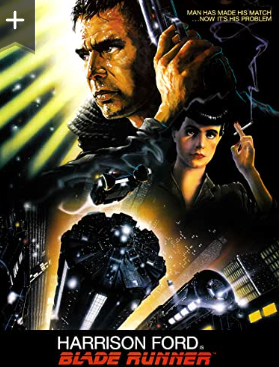 MAN HAS MADE HIS MATCH
...NOW IT'S HIS PROBLEM
HARRISON FORD
BLADE RUNNER